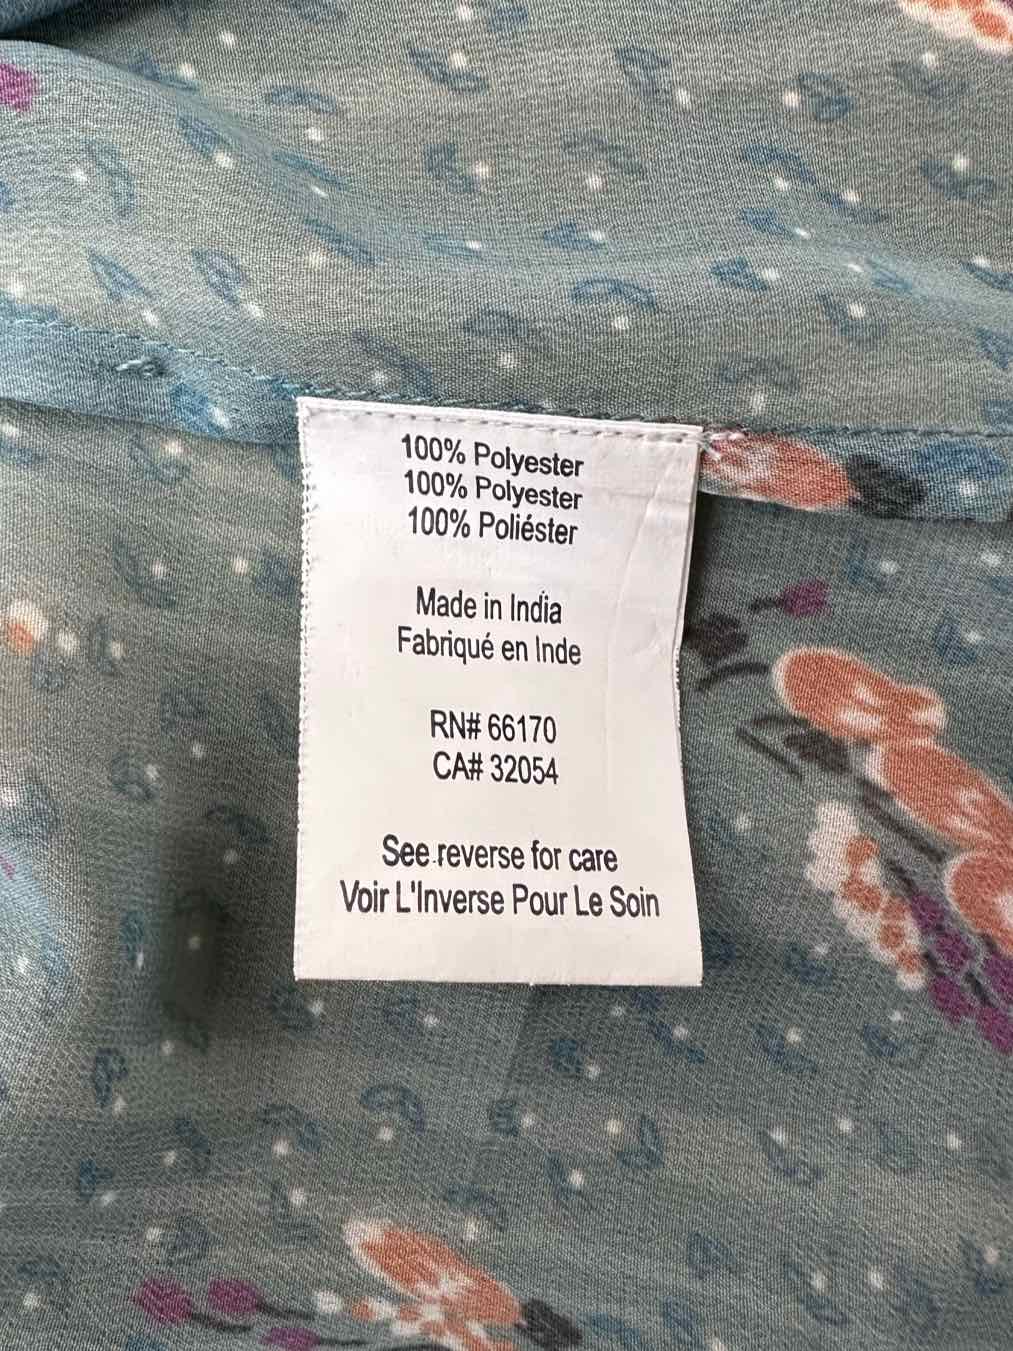 100% Polyester
100% Polyester
100% Poliéster
Made in India
Fabriqué en Inde
RN# 66170
CA# 32054
See reverse for care
Voir L'Inverse Pour Le Soin